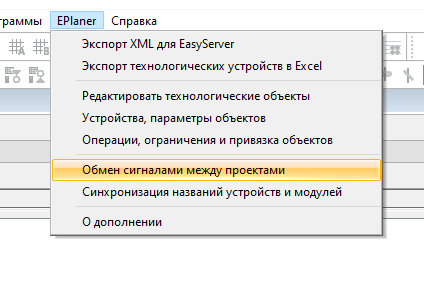 раммы EPlaner Справка
Экспорт XML для EasyServer
Экспорт технологических устройств в Excel
Редактировать технологические объекты
Устройства, параметры объектов
Операции, ограничения и привязка объектов
Обмен сигналами между проектами
Синхронизация названий устройств и модулей
О дополнении